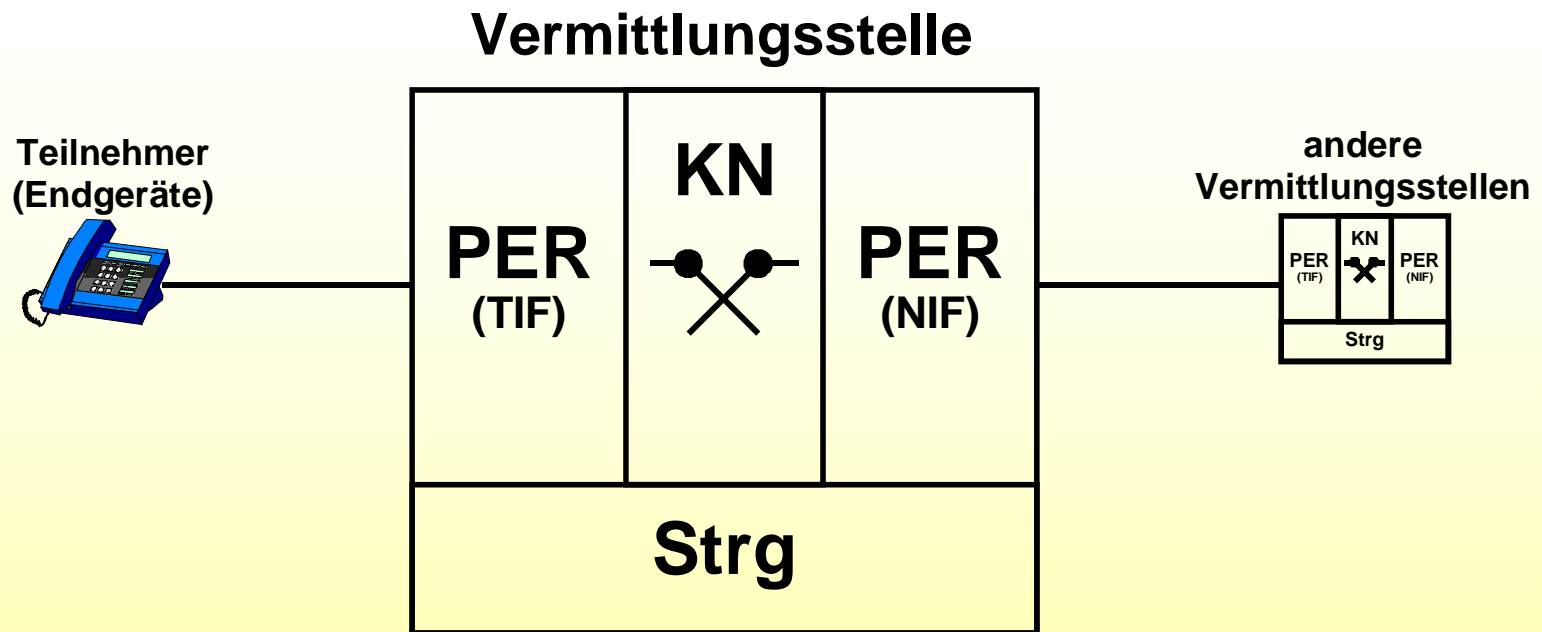 Vermittlungsstelle
Teilnehmer
(Endgeräte)
PER
(TIF)
KN
PER
(NIF)
Strg
andere
Vermittlungsstellen
PER
(TIF)
KN
PER
(NIF)
Strg